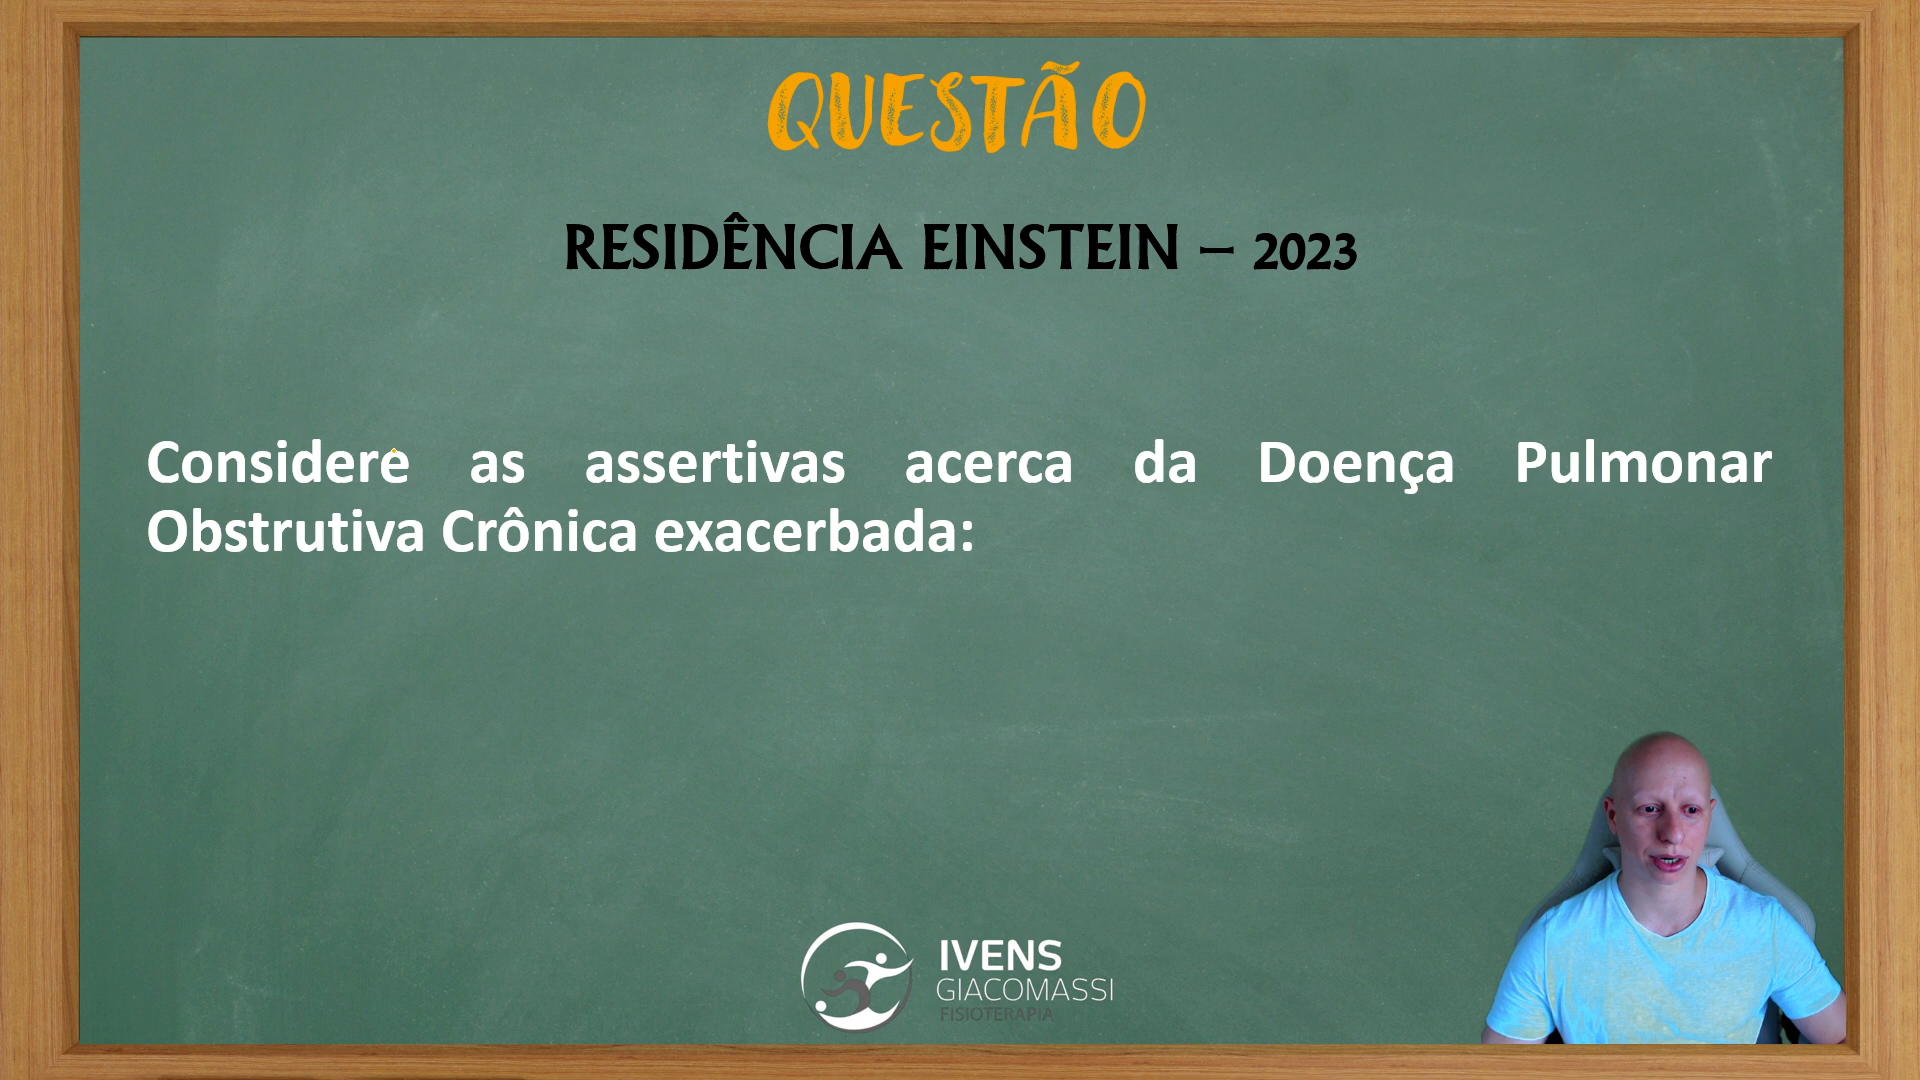 QUESTÃO
RESIDÊNCIA EINSTEIN – 2023
Considere as assertivas acerca da Doença Pulmonar
Obstrutiva Crônica exacerbada:
IVENS
GIACOMASSI
FISIOTERAPIA